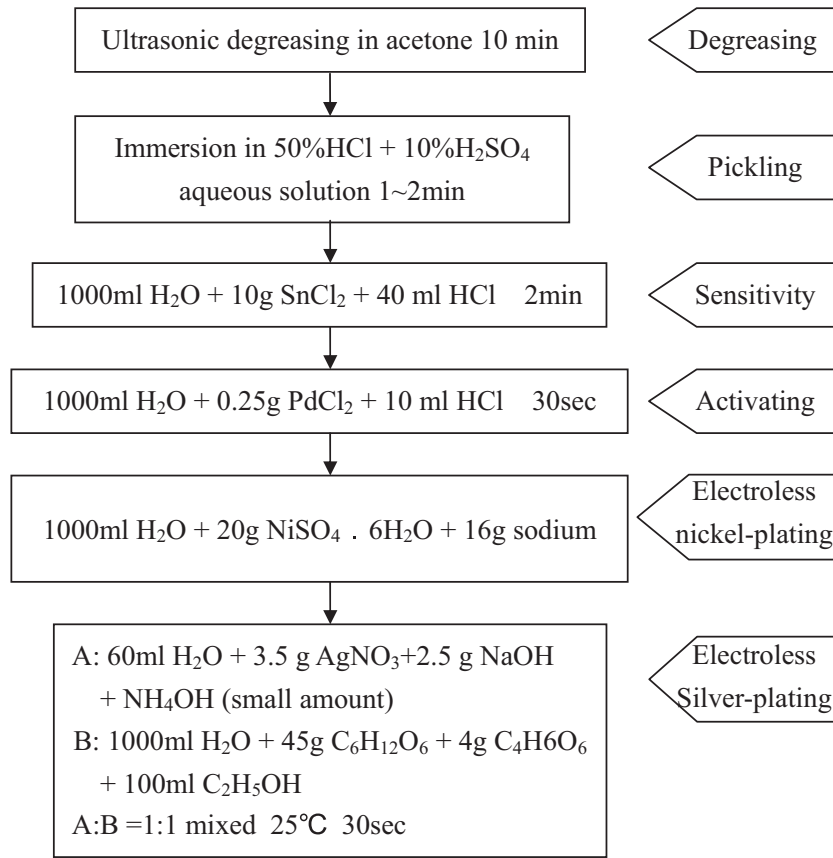 Ultrasonic degreasing in acetone 10 min
Degreasing
Immersion in 50%HCl + 10%H₂SO₄
aqueous solution 1~2min
Pickling
1000ml H₂O + 10g SnCl₂ + 40 ml HCl 2min
Sensitivity
1000ml H₂O + 0.25g PdCl₂ + 10 ml HCl 30sec
Activating
1000ml H₂O + 20g NiSO₄ . 6H₂O + 16g sodium
Electroless
nickel-plating
A: 60ml H₂O + 3.5 g AgNO₃+2.5 g NaOH
+ NH₄OH (small amount)
B: 1000ml H₂O + 45g C₆H₁₂O₆ + 4g C₄H6O₆
+ 100ml C₂H₅OH
A:B =1:1 mixed 25℃ 30sec
Electroless
Silver-plating